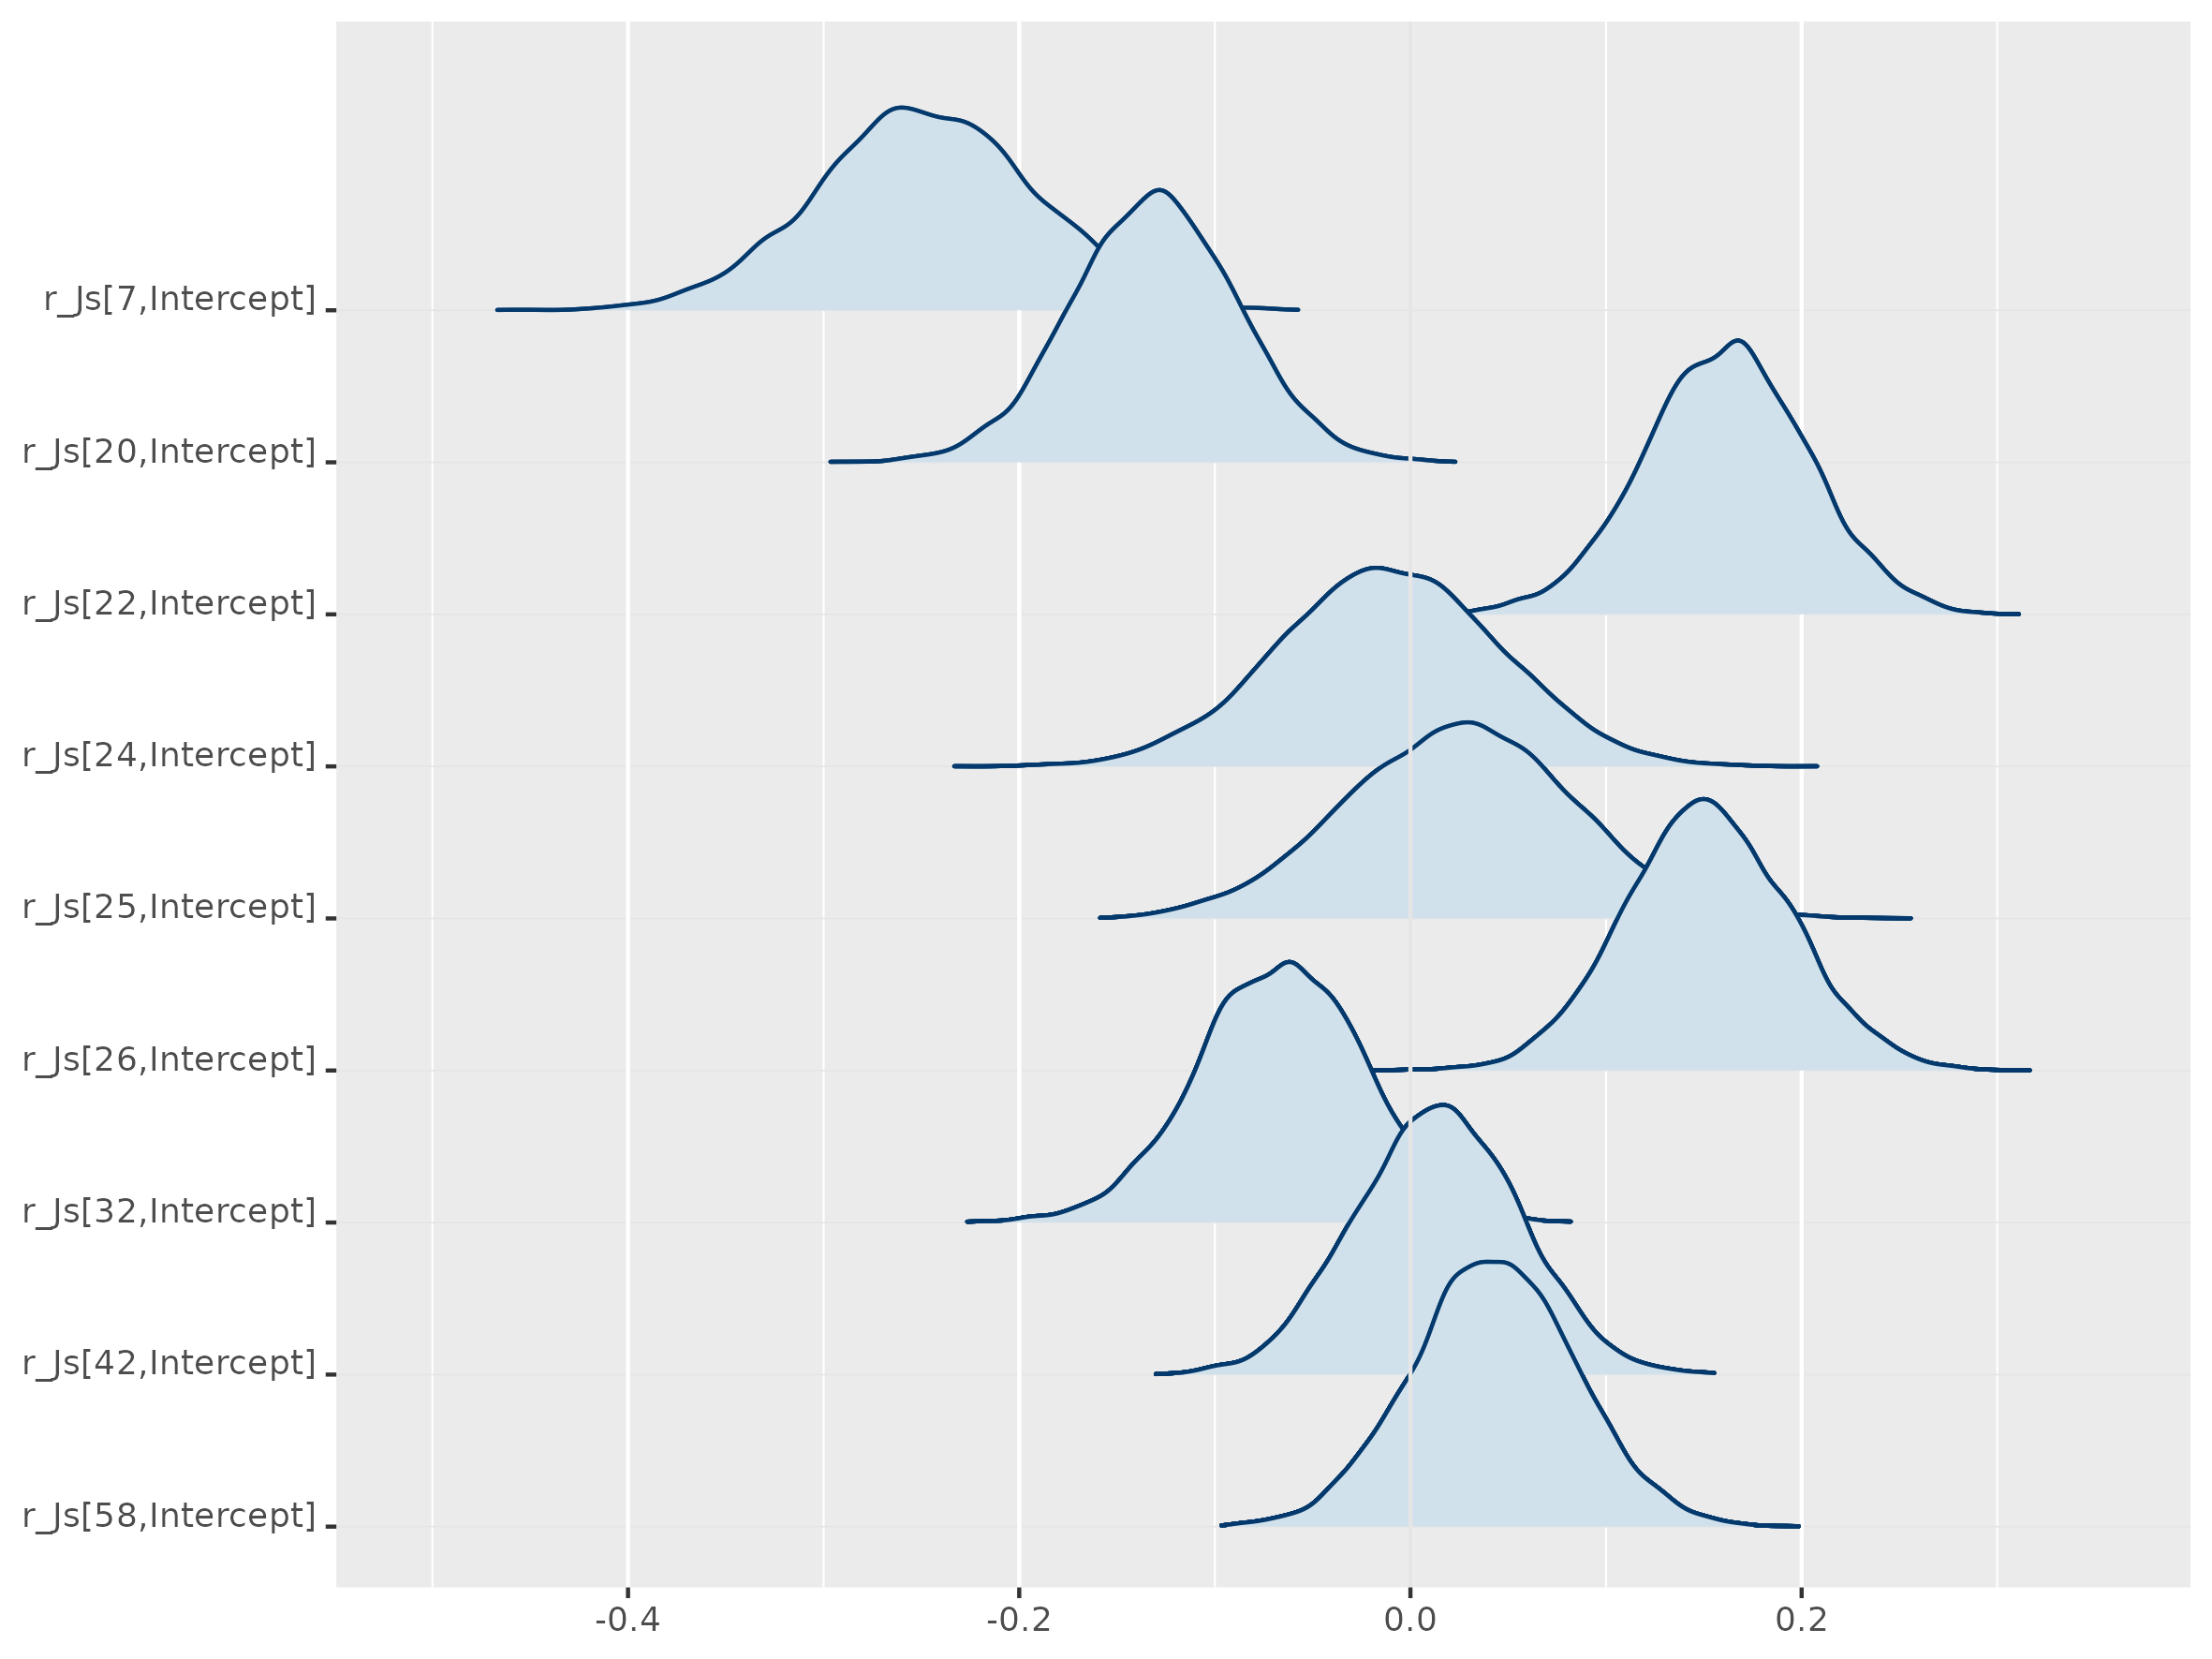 r_Js[7,Intercept]
r_Js[20,Intercept]
r_Js[22,Intercept]
r_Js[24,Intercept]
r_Js[25,Intercept]
r_Js[26,Intercept]
r_Js[32,Intercept]
r_Js[42,Intercept]
r_Js[58,Intercept]
-0.4 -0.2 0.0 0.2